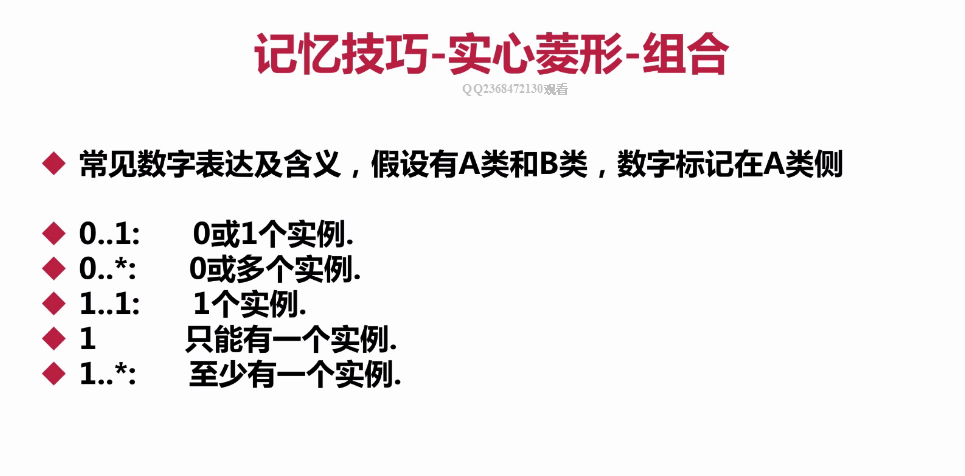 记忆技巧-实心菱形-组合
QQ2368472130观看
常见数字表达及含义，假设有A类和B类，数字标记在A类侧
0..1: 0或1个实例.
0..*: 0或多个实例.
1..1: 1个实例.
1 只能有一个实例.
1..*: 至少有一个实例.